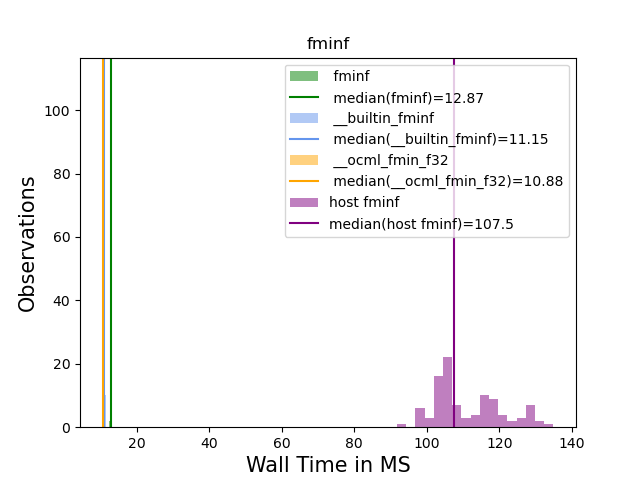 fminf
fminf
median(fminf)=12.87
__builtin_fminf
median(__builtin_fminf)=11.15
__ocml_fmin_f32
median(__ocml_fmin_f32)=10.88
host fminf
median(host fminf)=107.5
Observations
100
80
60
40
20
0
20 40 60 80 100 120 140
Wall Time in MS